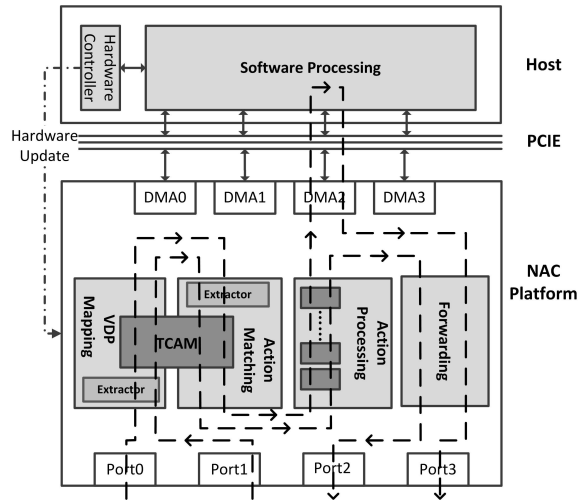 Hardware
Controller
Software Processing
Host
Hardware
Update
PCIE
DMA0
DMA1
DMA2
DMA3
NAC
Platform
VDP
Mapping
Extractor
TCAM
Extractor
Action
Matching
Action
Processing
Forwarding
Port0
Port1
Port2
Port3